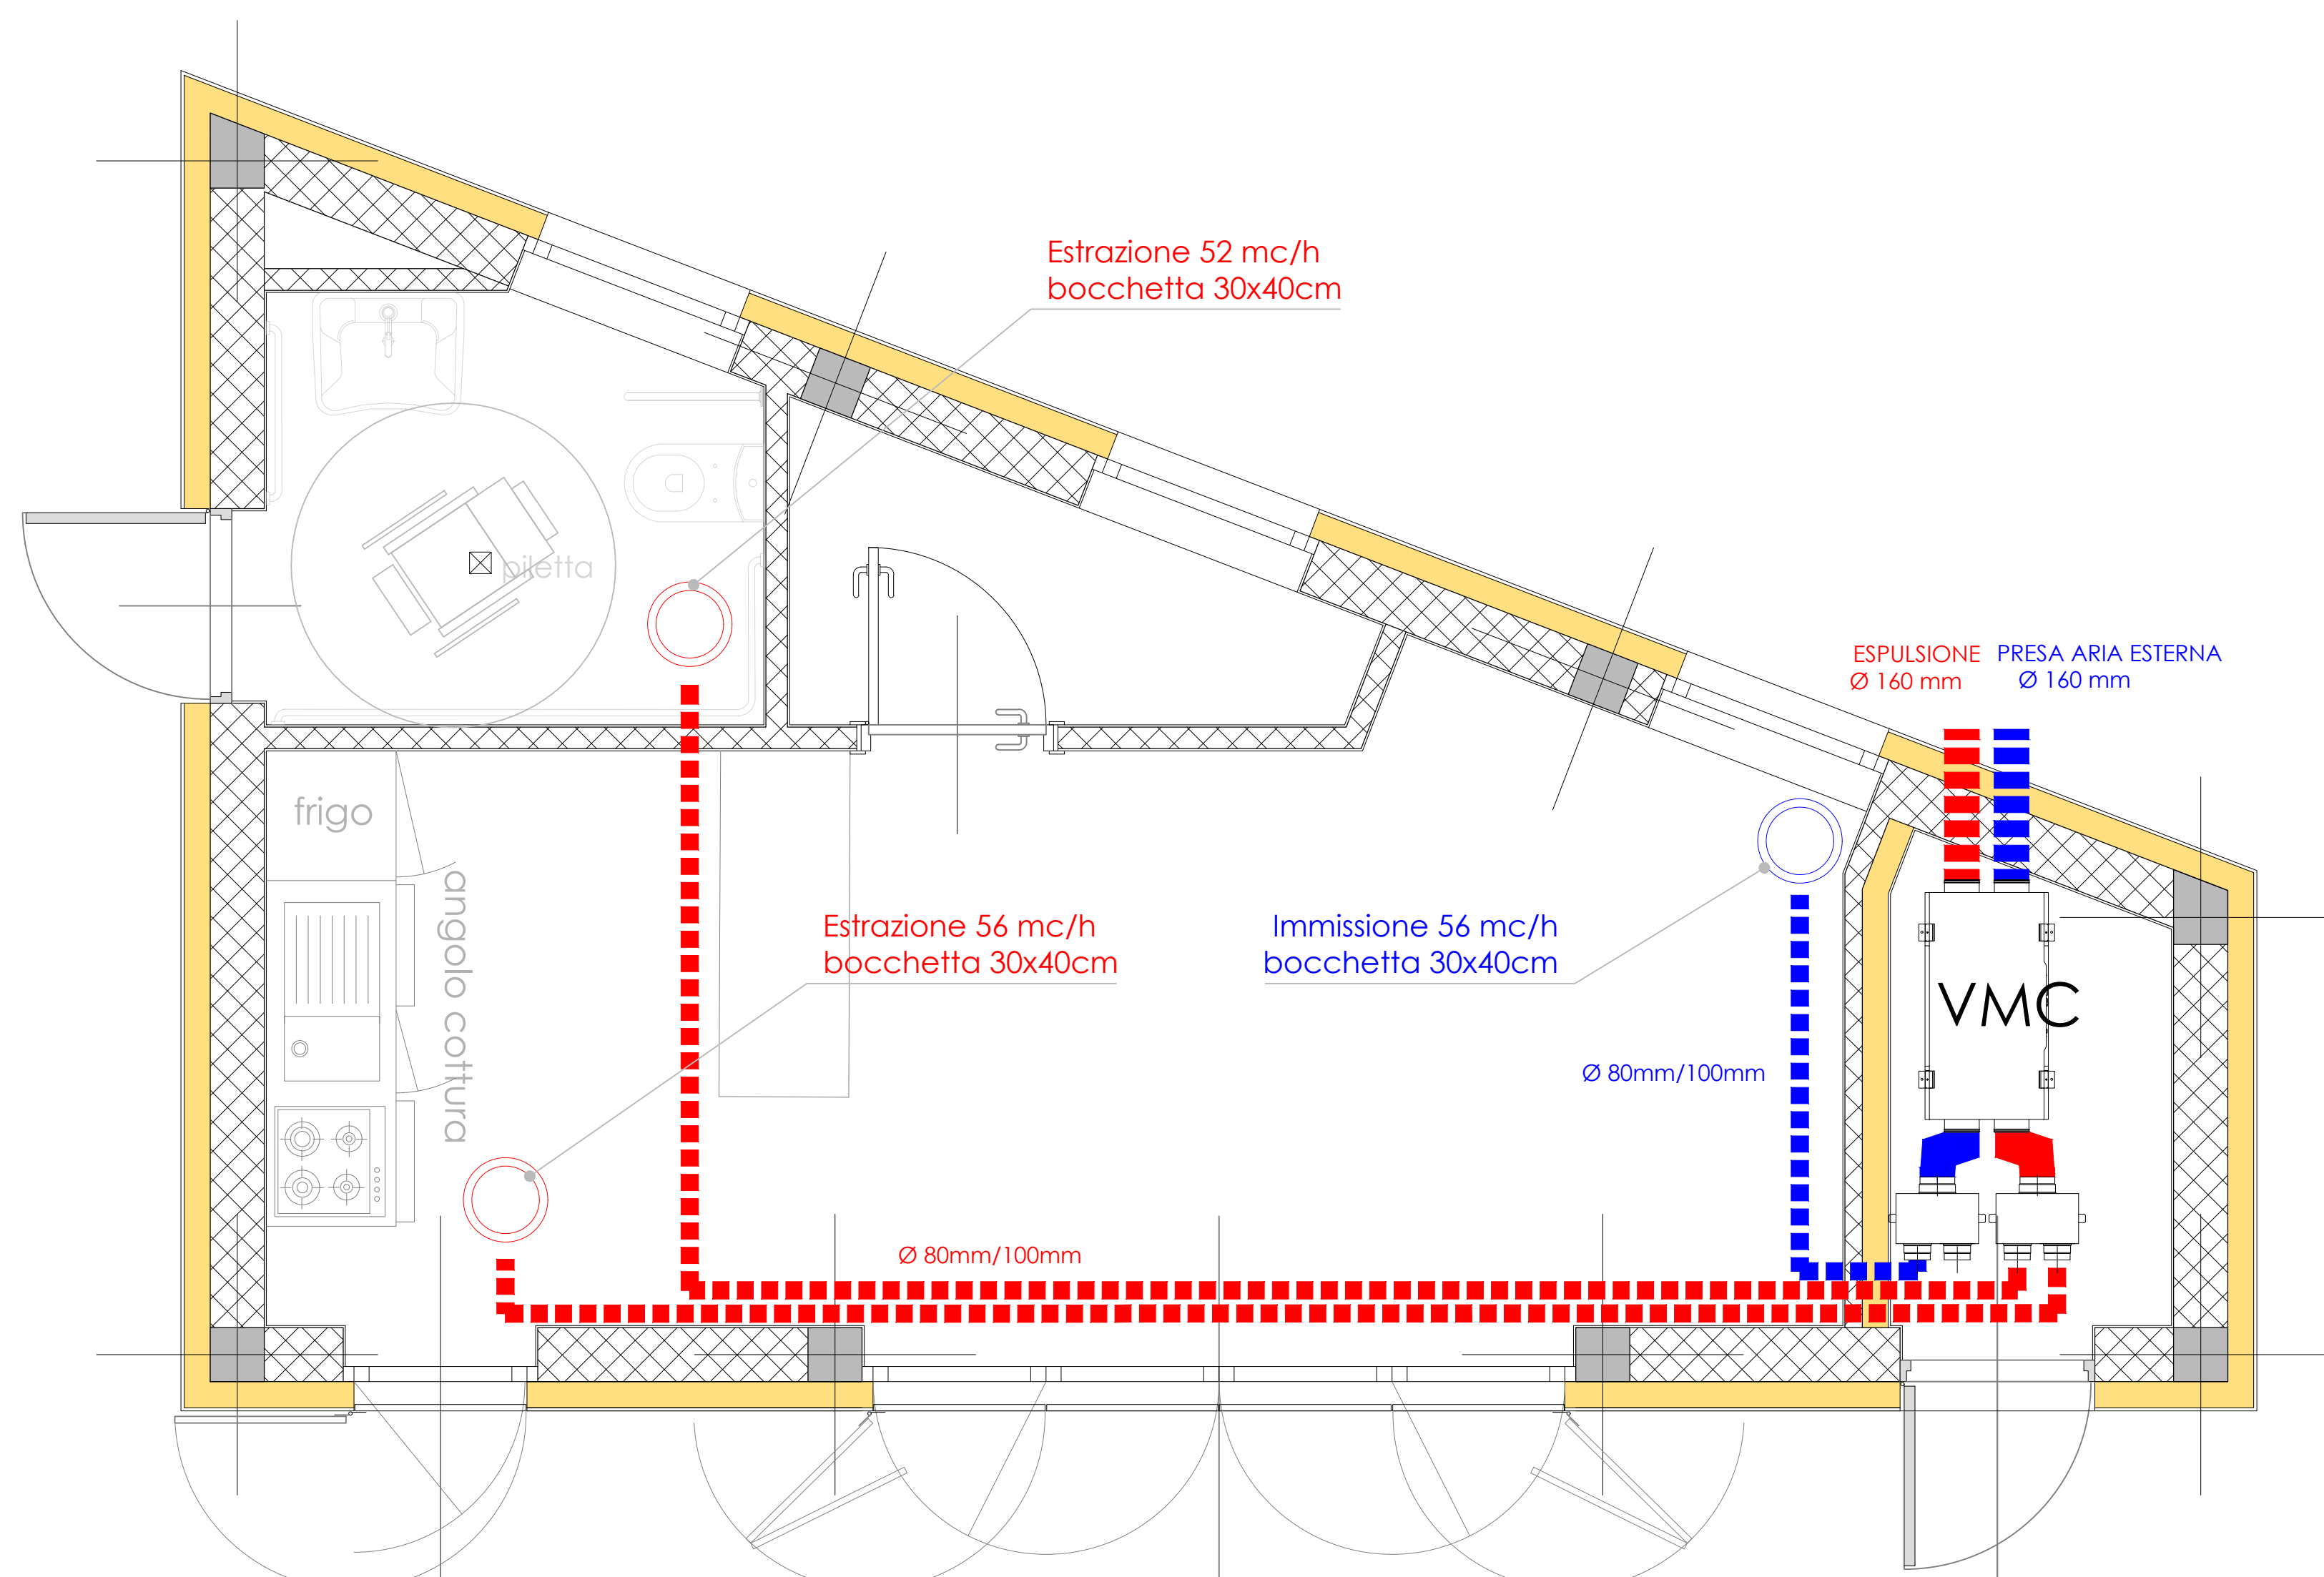 Estrazione 52 mc/h
bocchetta 30x40cm
piletta
ESPULSIONE
Ø 160 mm
PRESA ARIA ESTERNA
Ø 160 mm
frigo
angolo cottura
Estrazione 56 mc/h
bocchetta 30x40cm
Immissione 56 mc/h
bocchetta 30x40cm
VMC
Ø 80mm/100mm
Ø 80mm/100mm